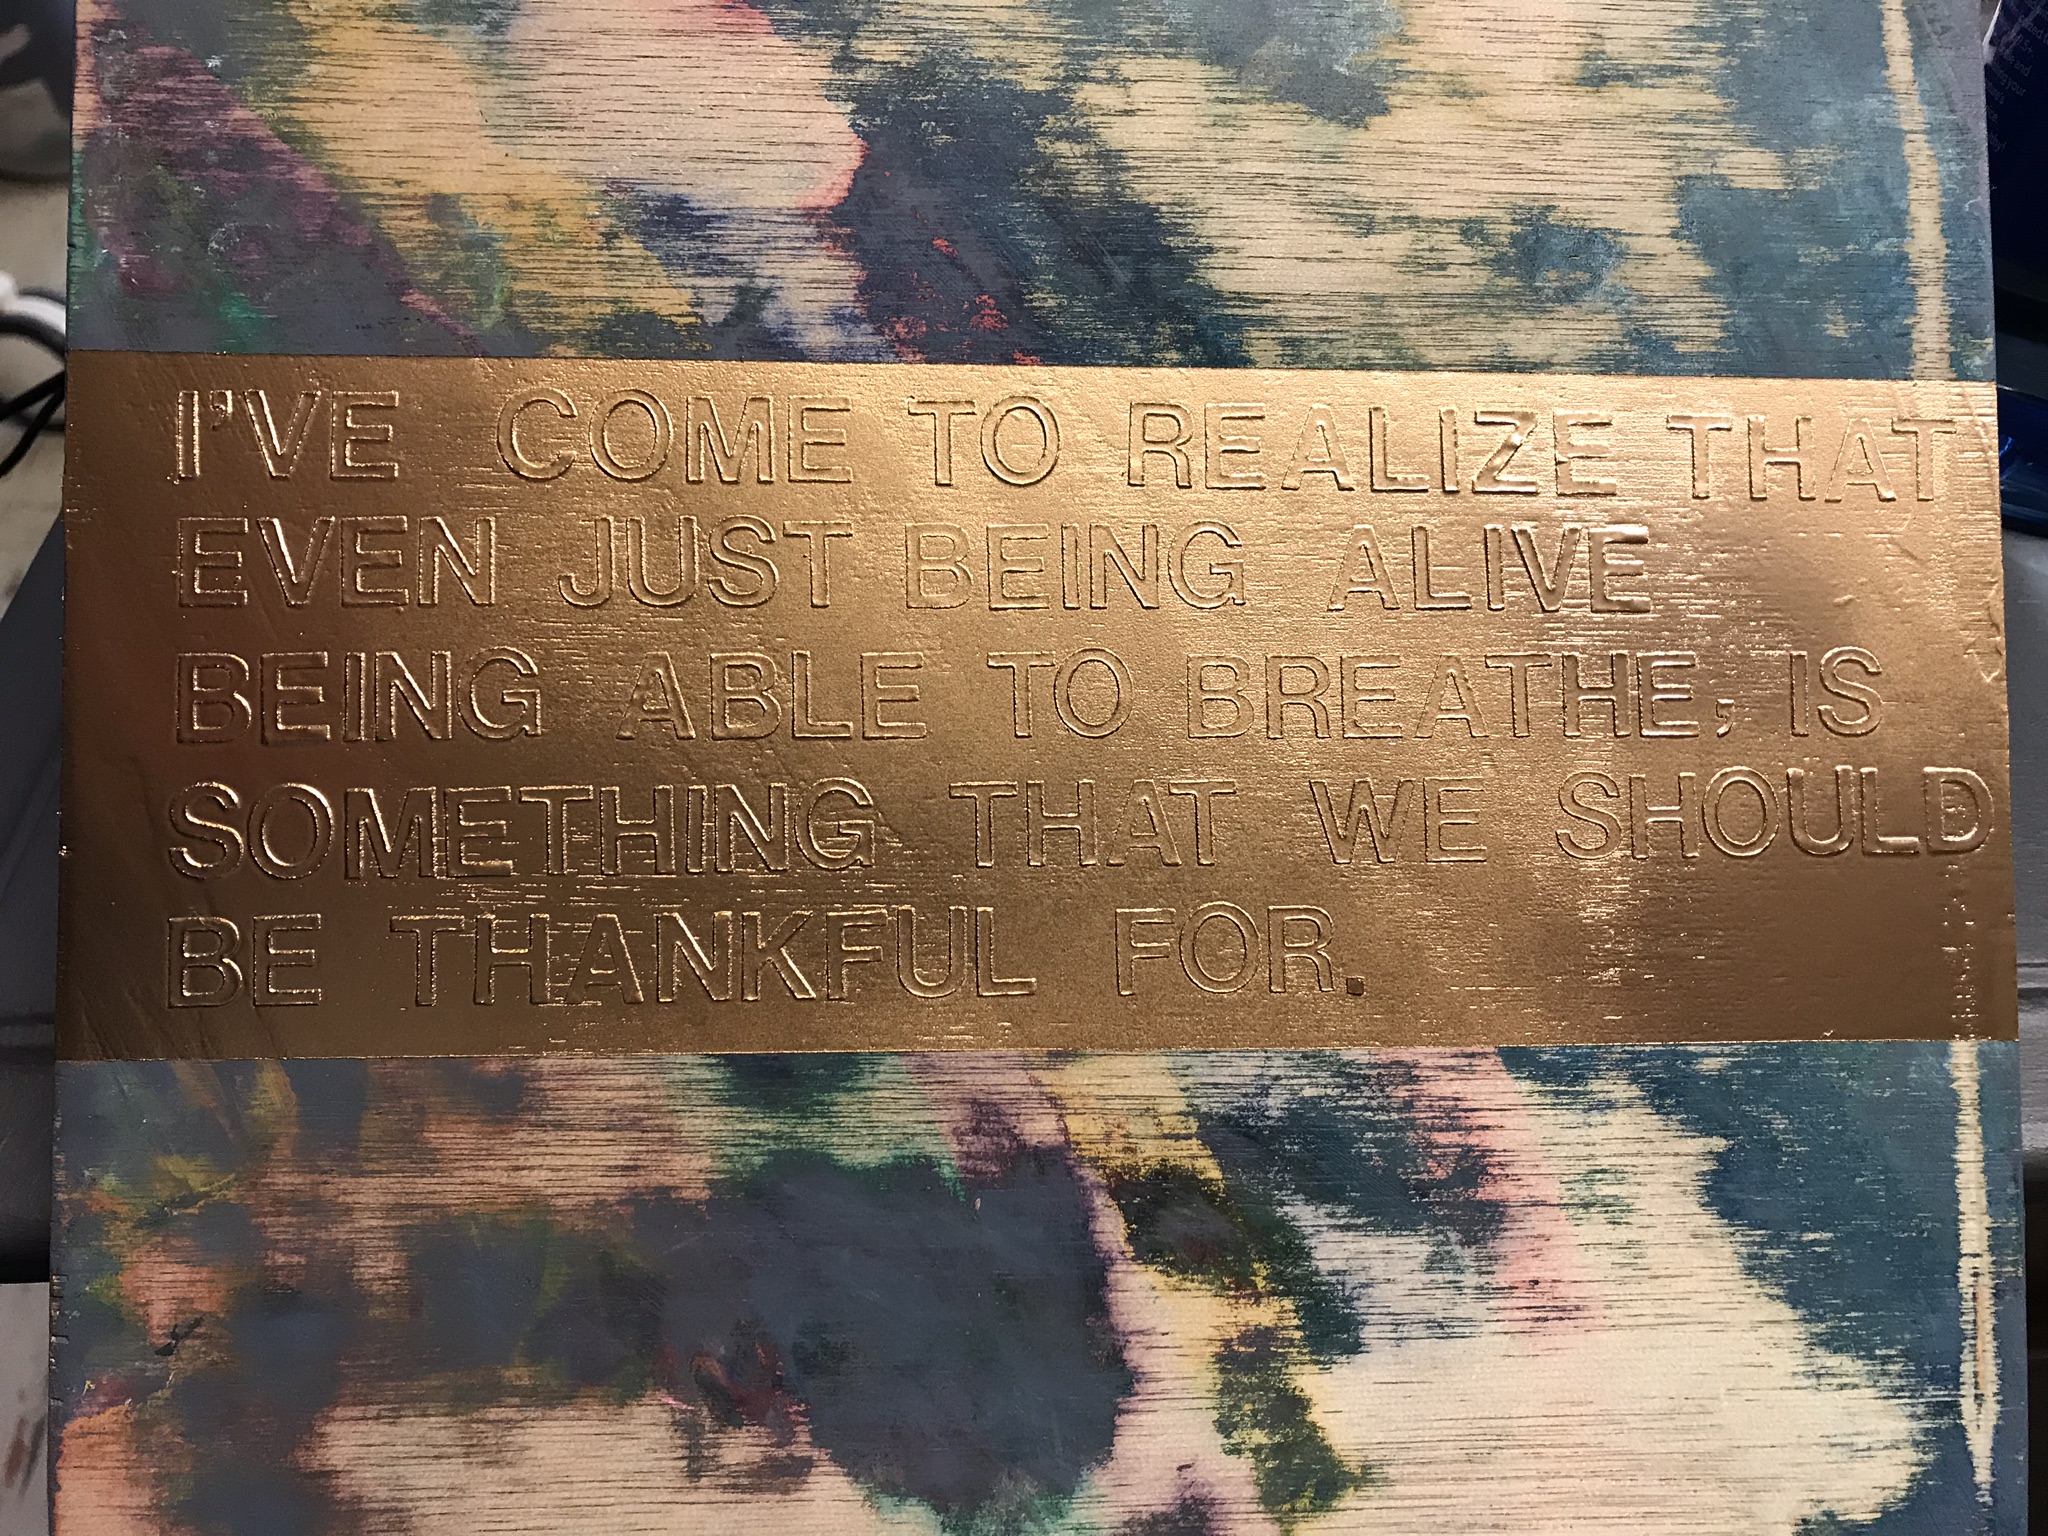 I'VE COME TO REALIZE THAT
EVEN JUST BEING ALIVE
BEING ABLE TO BREATHE, IS
SOMETHING THAT WE SHOULD
BE THANKFUL FOR.